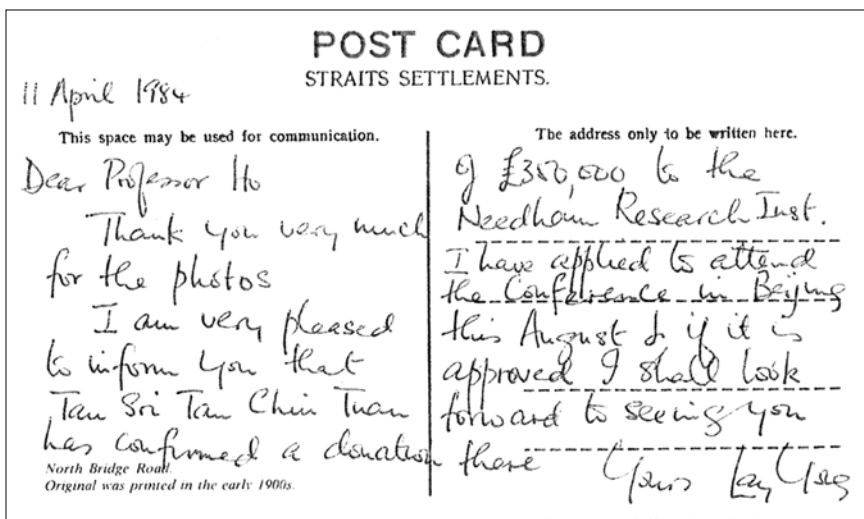 POST CARD
STRAITS SETTLEMENTS.
11 April 1984
This space may be used for communication.
Dear Professor Ho
Thank you very much
for the photos
I am very pleased
to inform you that
Tan Sri Tan Chin Tuan
has confirmed a donation
North Bridge Road.
Original was printed in the early 1900s.
The address only to be written here.
of £350,000 to the
Needham Research Inst.
I have applied to attend
the Conference in Beijing
this August & if it is
approved I shall look
forward to seeing you
there Yours Lay Yong